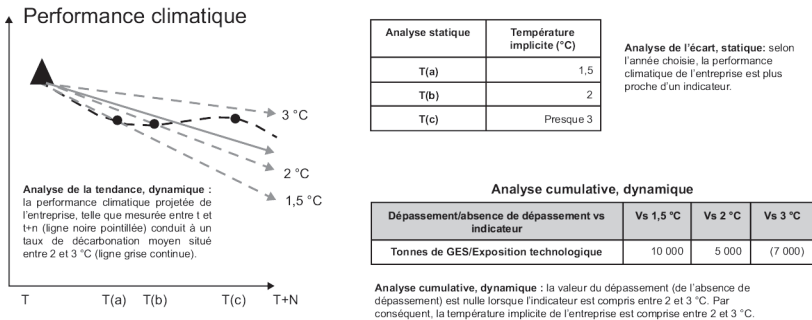 Performance climatique
3 °C
2 °C
1,5 °C
Analyse de la tendance, dynamique :
la performance climatique projetée de
l'entreprise, telle que mesurée entre t et
t+n (ligne noire pointillée) conduit à un
taux de décarbonation moyen situé
entre 2 et 3 °C (ligne grise continue).
T T(a) T(b) T(c) T+N
Analyse statique Température
implicite (°C)
T(a) 1,5
T(b) 2
T(c) Presque 3
Analyse de l'écart, statique: selon
l'année choisie, la performance
climatique de l'entreprise est plus
proche d'un indicateur.
Analyse cumulative, dynamique
Dépassement/absence de dépassement vs
indicateur Vs 1,5 °C Vs 2 °C Vs 3 °C
Tonnes de GES/Exposition technologique 10 000 5 000 (7 000)
Analyse cumulative, dynamique : la valeur du dépassement (de l'absence de
dépassement) est nulle lorsque l'indicateur est compris entre 2 et 3 °C. Par
conséquent, la température implicite de l'entreprise est comprise entre 2 et 3 °C.